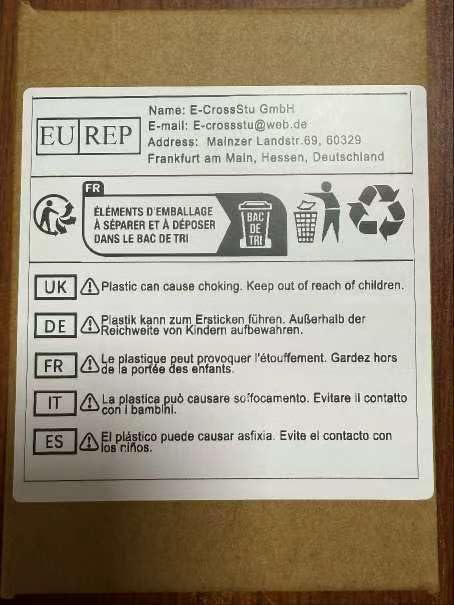 EU REP
Name: E-CrossStu GmbH
E-mail: E-crossstu@web.de
Address: Mainzer Landstr.69, 60329
Frankfurt am Main, Hessen, Deutschland
FR
ÉLÉMENTS D'EMBALLAGE
À SÉPARER ET À DÉPOSER
DANS LE BAC DE TRI
BAC
DE
TRI
UK Plastic can cause choking. Keep out of reach of children.
DE Plastik kann zum Ersticken führen. Außerhalb der
Reichweite von Kindern aufbewahren.
FR Le plastique peut provoquer l'étouffement. Gardez hors
de la portée des enfants.
IT La plastica può causare soffocamento. Evitare il contatto
con i bambini.
ES El plástico puede causar asfixia. Evite el contacto con
los niños.